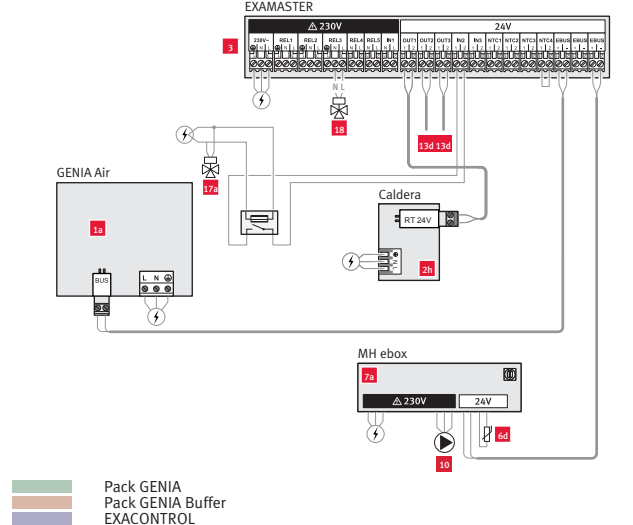 EXAMASTER
⚠ 230V 24V
230V~ REL1 REL2 REL3 REL4 REL5 IN1 OUT1 OUT2 OUT3 IN2 IN3 NTC1 NTC2 NTC3 NTC4 EBUS EBUS
3
N L
18
13d 13d
17a
GENIA Air
1a
BUS
L N
Caldera
RT 24V
N L
2h
MH ebox
7a
⚠ 230V 24V
6d
10
Pack GENIA
Pack GENIA Buffer
EXACONTROL